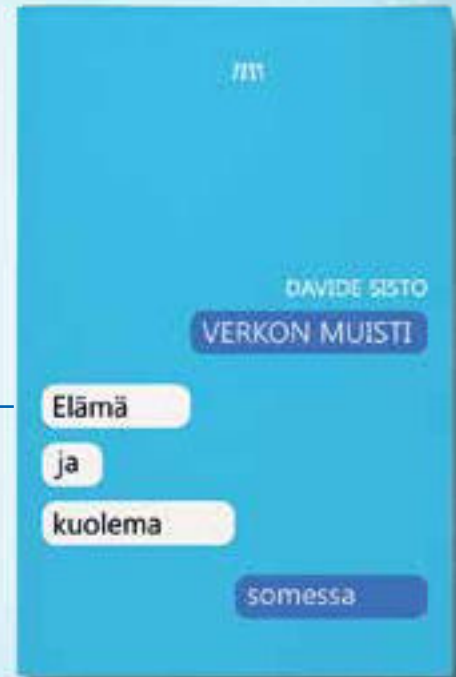 DAVIDE SISTO
VERKON MUISTI
Elämä
ja
kuolema
somessa